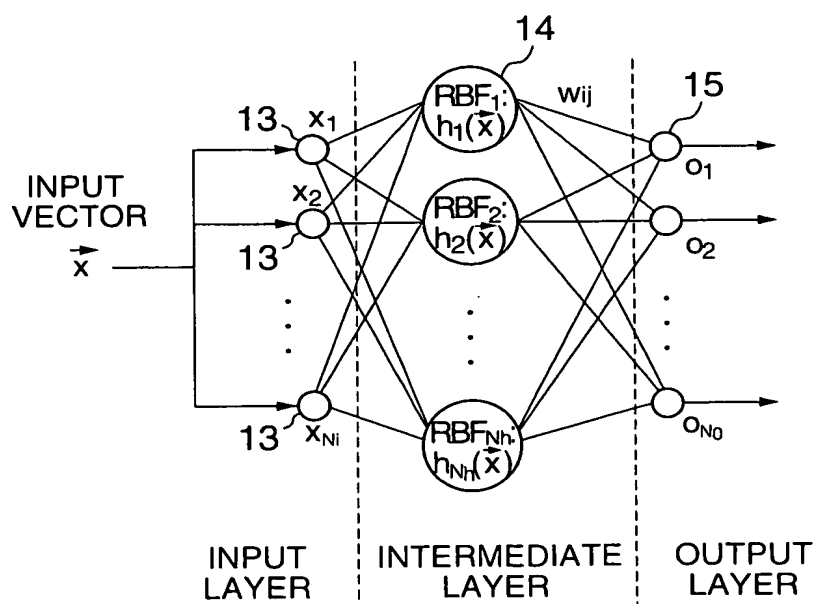 14
RBF1:
h1(x⃗)
wij
15
13
x1
o1
INPUT
VECTOR
x⃗
x2
13
RBF2:
h2(x⃗)
o2
13
xNi
RBFNh:
hNh(x⃗)
oN0
INPUT
LAYER
INTERMEDIATE
LAYER
OUTPUT
LAYER